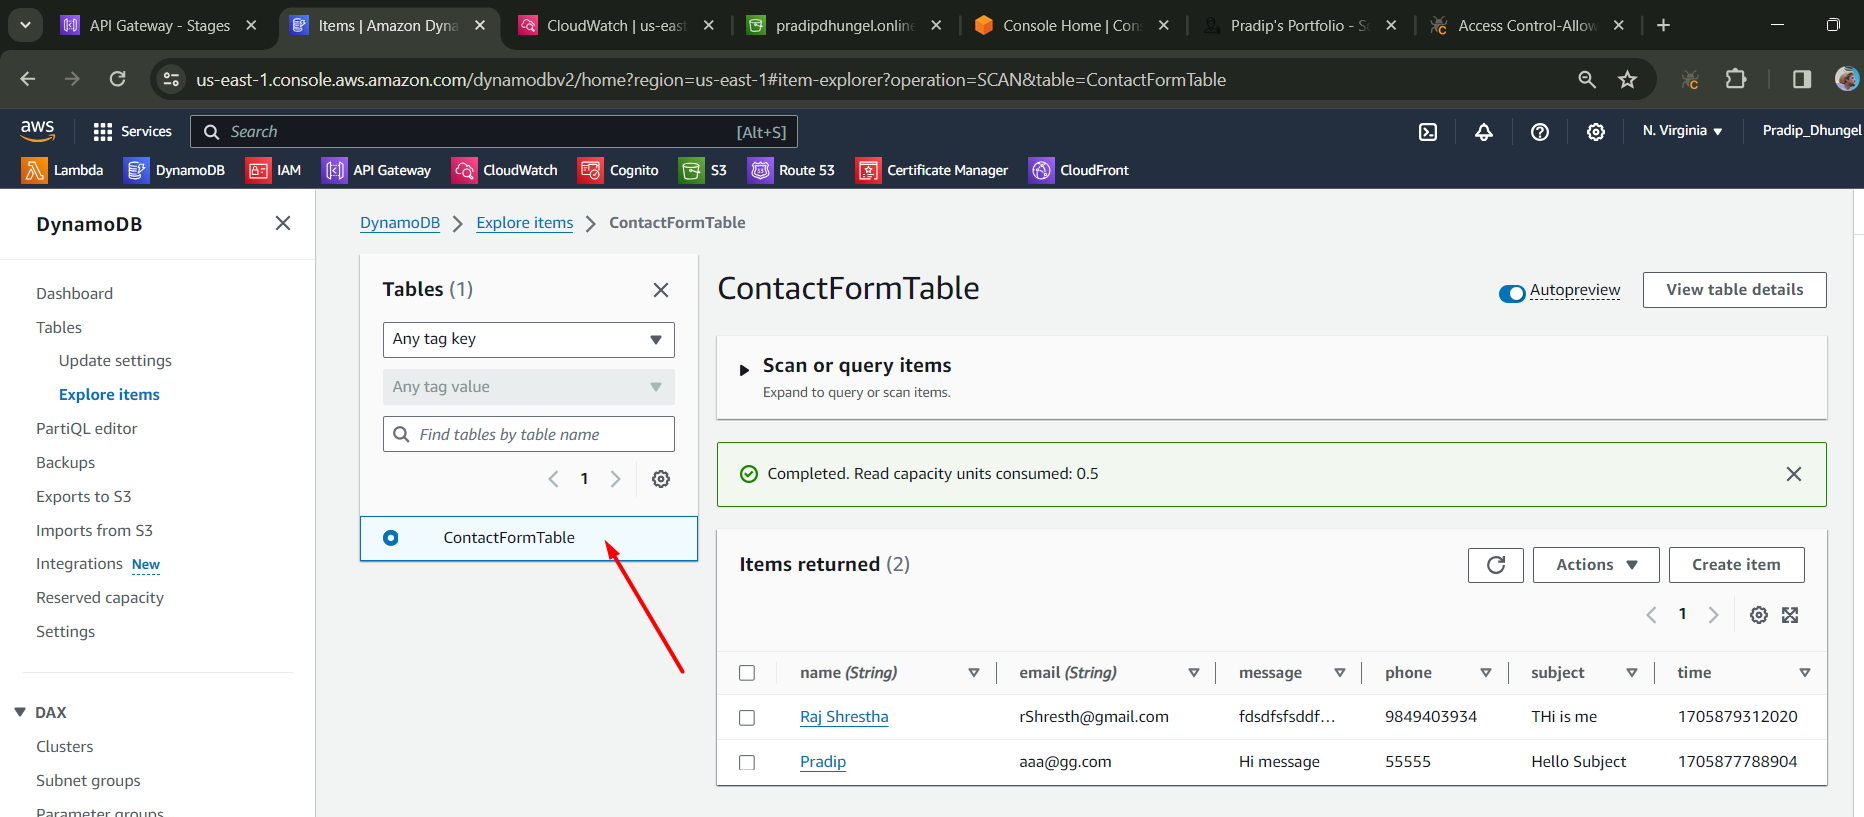 API Gateway - Stages
Items | Amazon Dyna
CloudWatch | us-east
pradipdhungel.online
Console Home | Con
Pradip's Portfolio - S
Access Control-Allow
us-east-1.console.aws.amazon.com/dynamodbv2/home?region=us-east-1#item-explorer?operation=SCAN&table=ContactFormTable
aws Services Search [Alt+S] N. Virginia Pradip_Dhungel
Lambda DynamoDB IAM API Gateway CloudWatch Cognito S3 Route 53 Certificate Manager CloudFront
DynamoDB
Dashboard
Tables
Update settings
Explore items
PartiQL editor
Backups
Exports to S3
Imports from S3
Integrations New
Reserved capacity
Settings
DAX
Clusters
Subnet groups
Parameter groups
DynamoDB Explore items ContactFormTable
Tables (1)
Any tag key
Any tag value
Find tables by table name
1
ContactFormTable
ContactFormTable
Autopreview
View table details
Scan or query items
Expand to query or scan items.
Completed. Read capacity units consumed: 0.5
Items returned (2)
Actions
Create item
1
name (String) email (String) message phone subject time
Raj Shrestha rShresth@gmail.com fdsdfsfsddf... 9849403934 THi is me 1705879312020
Pradip aaa@gg.com Hi message 55555 Hello Subject 1705877788904